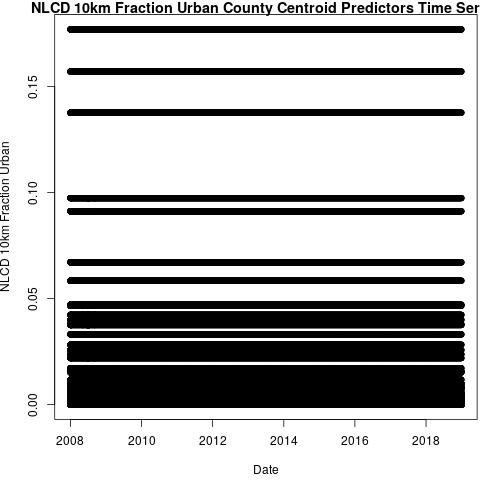 NLCD 10km Fraction Urban County Centroid Predictors Time Ser
NLCD 10km Fraction Urban
0.15
0.10
0.05
0.00
2008 2010 2012 2014 2016 2018
Date